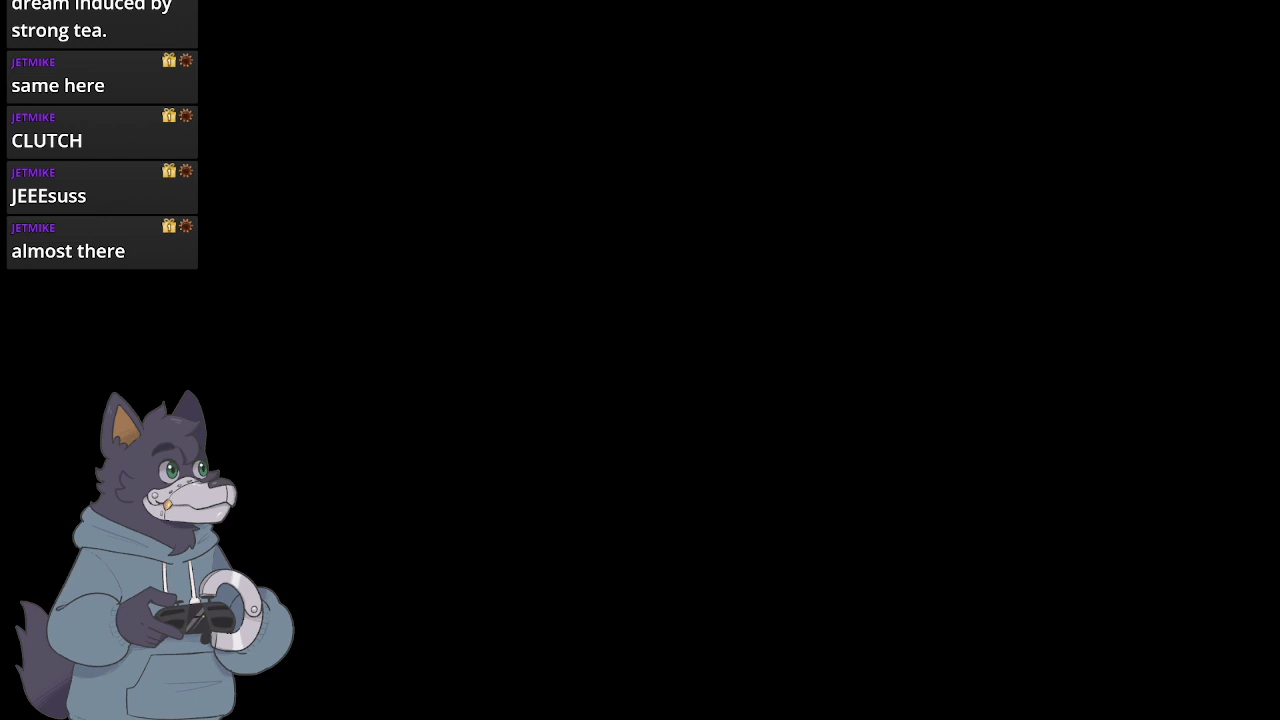 dream induced by
strong tea.
JETMIKE
same here
JETMIKE
CLUTCH
JETMIKE
JEEEsuss
JETMIKE
almost there